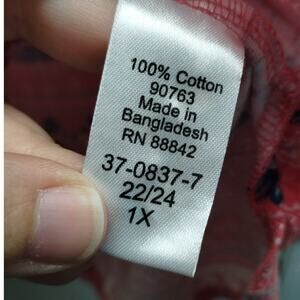 100% Cotton
90763
Made in
Bangladesh
RN 88842
37-0837-7
22/24
1X